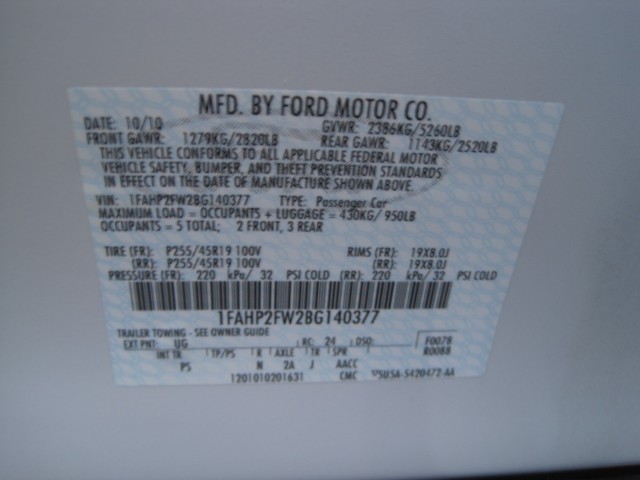 MFD. BY FORD MOTOR CO.
DATE: 10/10 GVWR: 2386KG/5260LB
FRONT GAWR: 1279KG/2820LB REAR GAWR: 1143KG/2520LB
THIS VEHICLE CONFORMS TO ALL APPLICABLE FEDERAL MOTOR
VEHICLE SAFETY, BUMPER, AND THEFT PREVENTION STANDARDS
IN EFFECT ON THE DATE OF MANUFACTURE SHOWN ABOVE.
VIN: 1FAHP2FW2BG140377 TYPE: Passenger Car
MAXIMUM LOAD = OCCUPANTS + LUGGAGE = 430KG/950LB
OCCUPANTS = 5 TOTAL; 2 FRONT, 3 REAR
TIRE (FR): P255/45R19 100V RIMS (FR): 19X8.0J
(RR): P255/45R19 100V (RR): 19X8.0J
PRESSURE (FR): 220 kPa/ 32 PSI COLD (RR): 220 kPa/ 32 PSI COLD
1FAHP2FW2BG140377
TRAILER TOWING - SEE OWNER GUIDE
EXT PNT: UG RC: 24 DSO: F0078
R0088
INT TR TP/PS R AXLE TR SPR
PS N 2A J AACC
1201010201631 CMC 5U5A-5420472-AA